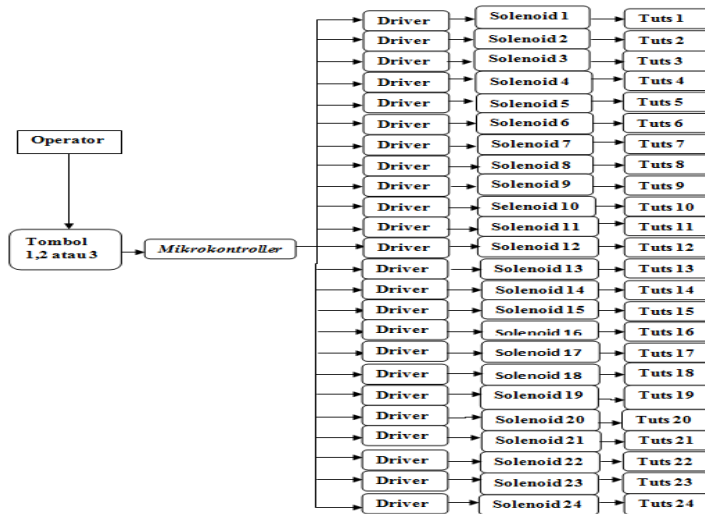 Operator
Tombol
1,2 atau 3
Mikrokontroller
Driver Solenoid 1 Tuts 1
Driver Solenoid 2 Tuts 2
Driver Solenoid 3 Tuts 3
Driver Solenoid 4 Tuts 4
Driver Solenoid 5 Tuts 5
Driver Solenoid 6 Tuts 6
Driver Solenoid 7 Tuts 7
Driver Solenoid 8 Tuts 8
Driver Solenoid 9 Tuts 9
Driver Selenoid 10 Tuts 10
Driver Solenoid 11 Tuts 11
Driver Solenoid 12 Tuts 12
Driver Solenoid 13 Tuts 13
Driver Solenoid 14 Tuts 14
Driver Solenoid 15 Tuts 15
Driver Solenoid 16 Tuts 16
Driver Solenoid 17 Tuts 17
Driver Solenoid 18 Tuts 18
Driver Solenoid 19 Tuts 19
Driver Solenoid 20 Tuts 20
Driver Solenoid 21 Tuts 21
Driver Solenoid 22 Tuts 22
Driver Solenoid 23 Tuts 23
Driver Solenoid 24 Tuts 24